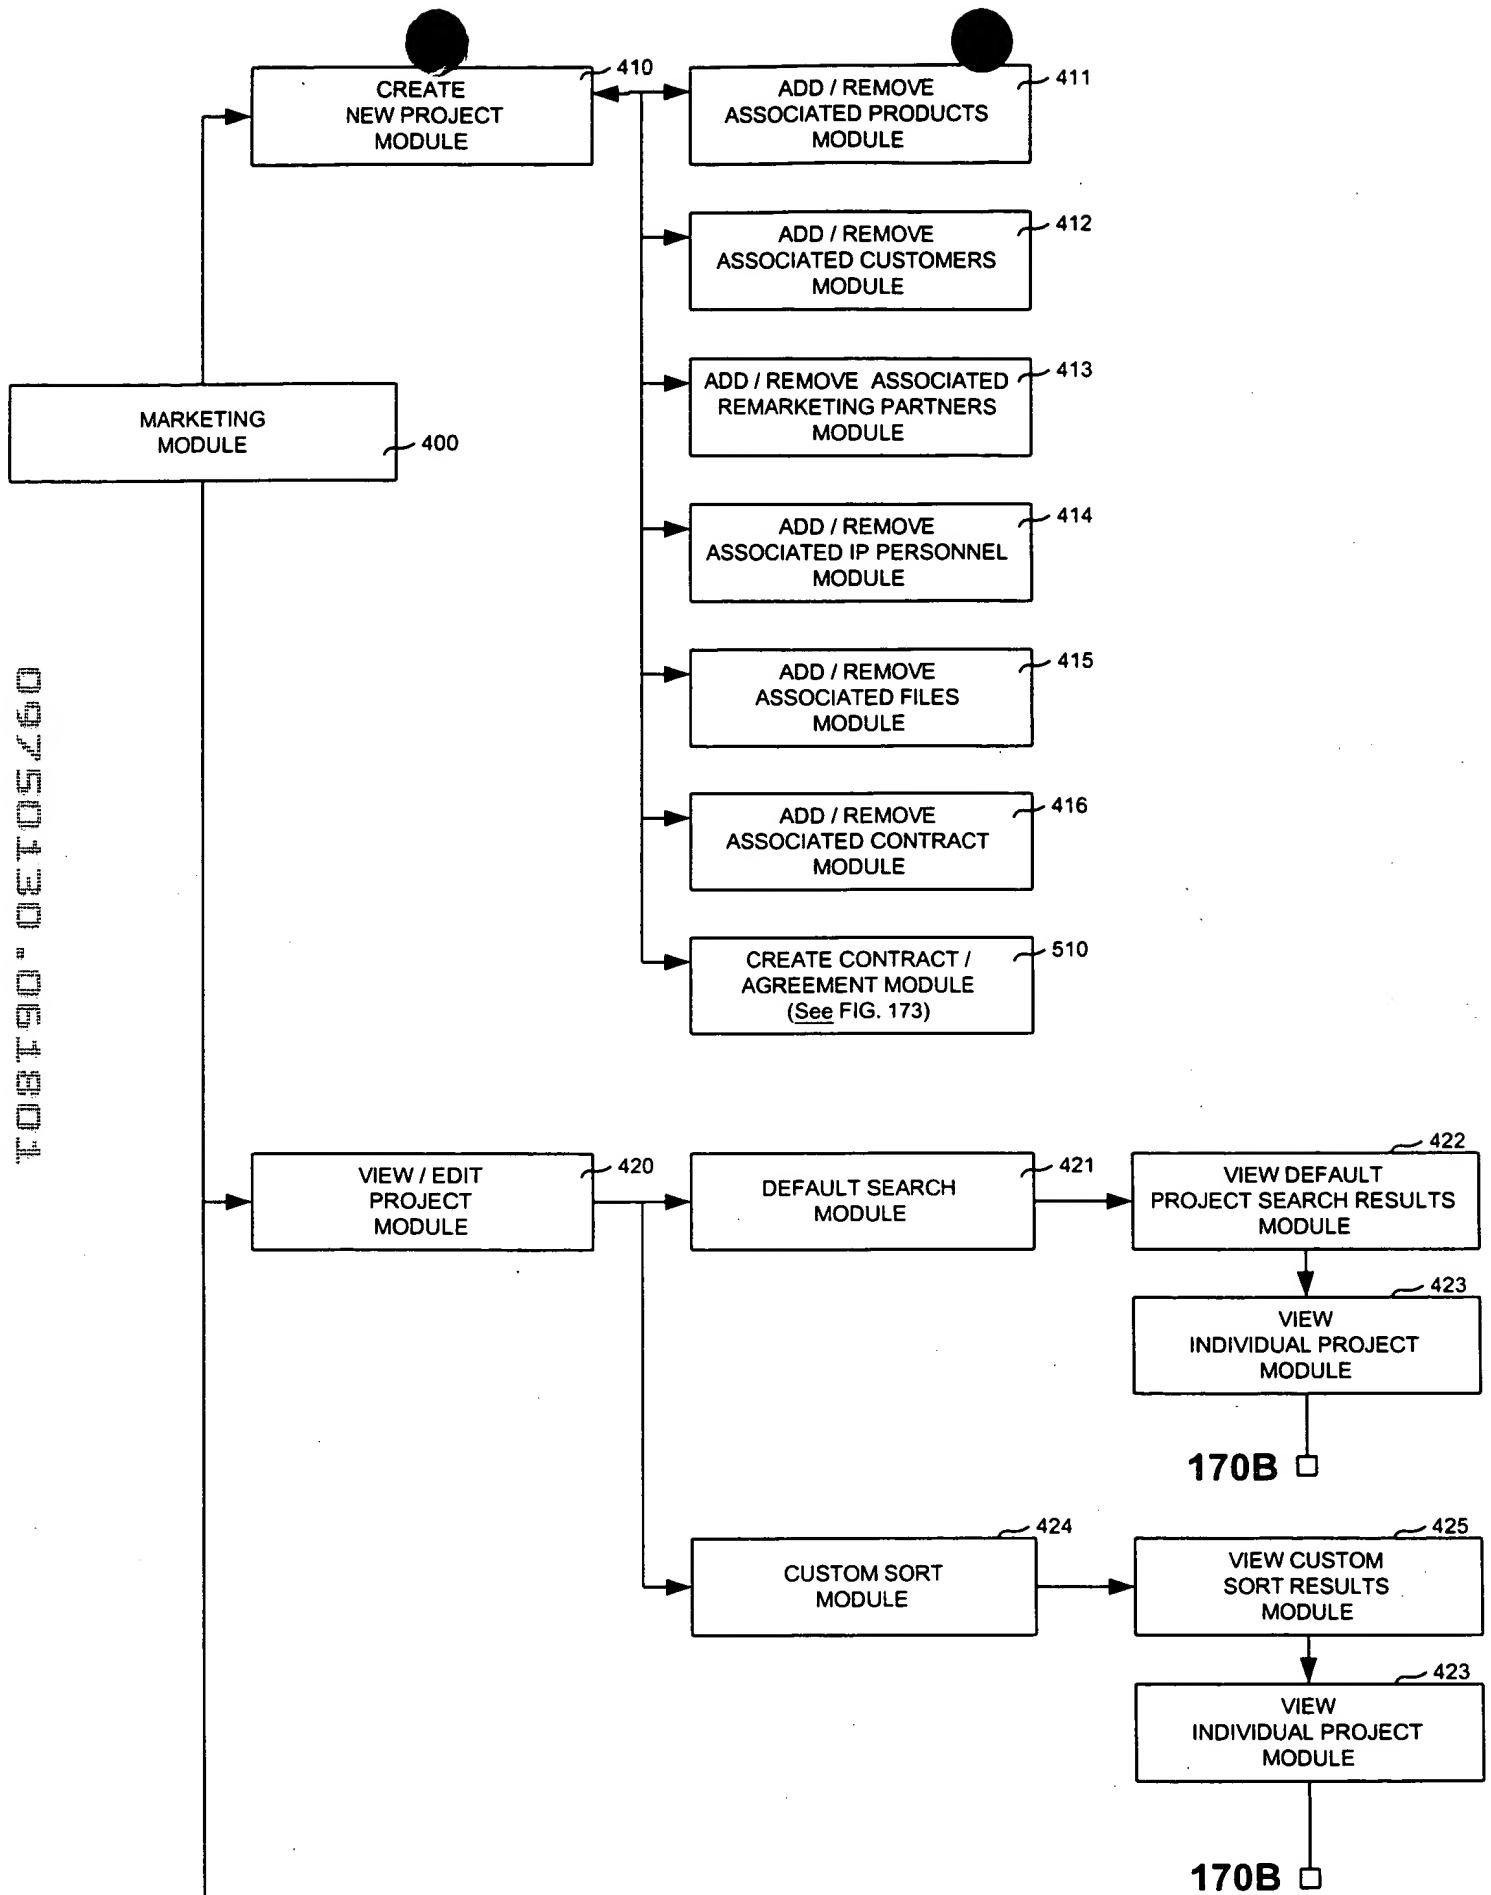 CREATE
NEW PROJECT
MODULE
410
ADD / REMOVE
ASSOCIATED PRODUCTS
MODULE
411
ADD / REMOVE
ASSOCIATED CUSTOMERS
MODULE
412
ADD / REMOVE ASSOCIATED
REMARKETING PARTNERS
MODULE
413
MARKETING
MODULE
400
ADD / REMOVE
ASSOCIATED IP PERSONNEL
MODULE
414
ADD / REMOVE
ASSOCIATED FILES
MODULE
415
ADD / REMOVE
ASSOCIATED CONTRACT
MODULE
416
CREATE CONTRACT /
AGREEMENT MODULE
(See FIG. 173)
510
09750130.061801
VIEW / EDIT
PROJECT
MODULE
420
DEFAULT SEARCH
MODULE
421
VIEW DEFAULT
PROJECT SEARCH RESULTS
MODULE
422
VIEW
INDIVIDUAL PROJECT
MODULE
423
170B
CUSTOM SORT
MODULE
424
VIEW CUSTOM
SORT RESULTS
MODULE
425
VIEW
INDIVIDUAL PROJECT
MODULE
423
170B